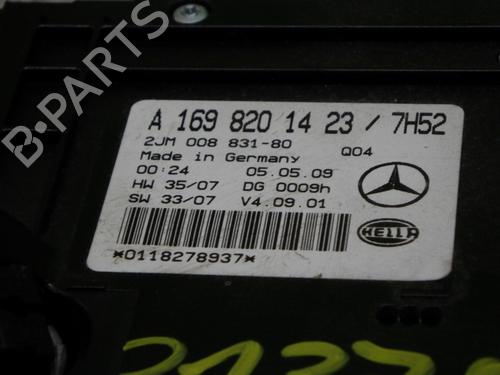 B-PARTS
A 169 820 14 23 / 7H52
2JM 008 831-80 Q04
Made in Germany
00:24 05.05.09
HW 35/07 DG 0009h
SW 33/07 V4.09.01
HELLA
*0118278937*